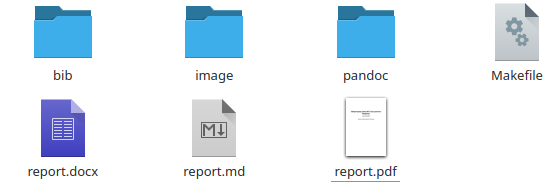 bib
image
pandoc
Makefile
M
report.docx
report.md
report.pdf